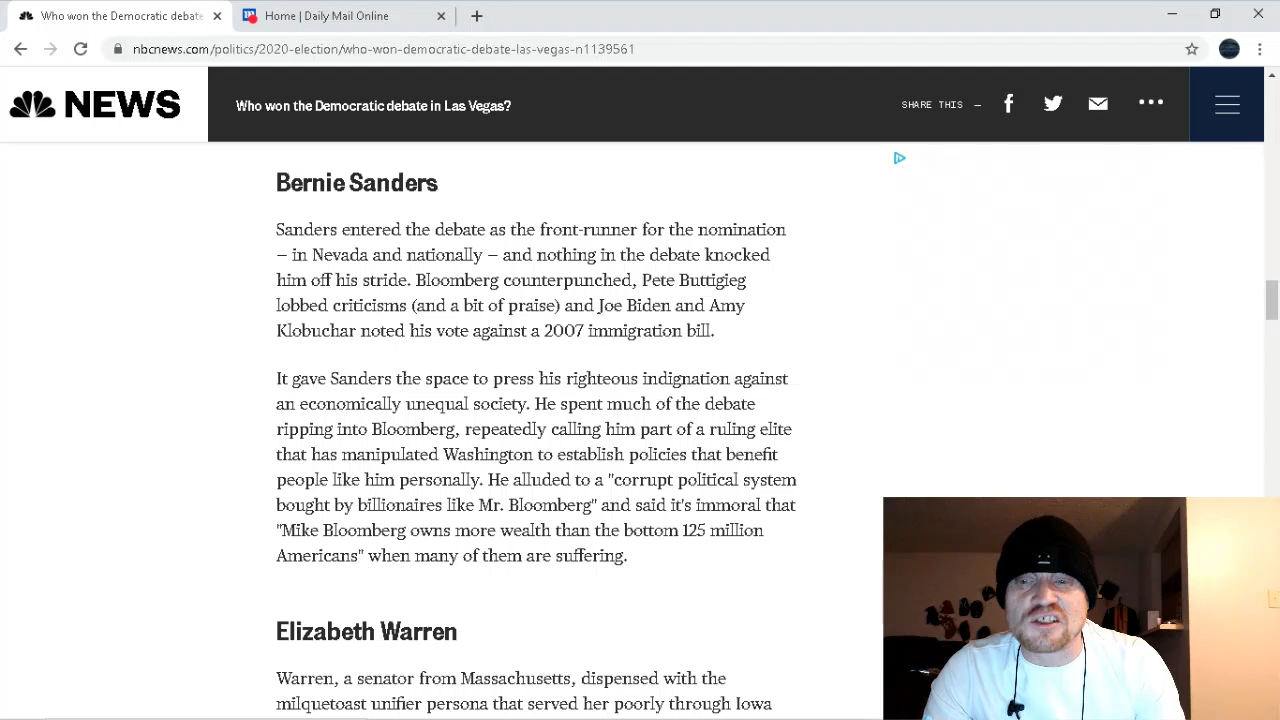 Who won the Democratic debate
Home | Daily Mail Online
nbcnews.com/politics/2020-election/who-won-democratic-debate-las-vegas-n1139561
NEWS
Who won the Democratic debate in Las Vegas?
SHARE THIS —
Bernie Sanders
Sanders entered the debate as the front-runner for the nomination
– in Nevada and nationally – and nothing in the debate knocked
him off his stride. Bloomberg counterpunched, Pete Buttigieg
lobbed criticisms (and a bit of praise) and Joe Biden and Amy
Klobuchar noted his vote against a 2007 immigration bill.
It gave Sanders the space to press his righteous indignation against
an economically unequal society. He spent much of the debate
ripping into Bloomberg, repeatedly calling him part of a ruling elite
that has manipulated Washington to establish policies that benefit
people like him personally. He alluded to a "corrupt political system
bought by billionaires like Mr. Bloomberg" and said it's immoral that
"Mike Bloomberg owns more wealth than the bottom 125 million
Americans" when many of them are suffering.
Elizabeth Warren
Warren, a senator from Massachusetts, dispensed with the
milquetoast unifier persona that served her poorly through Iowa